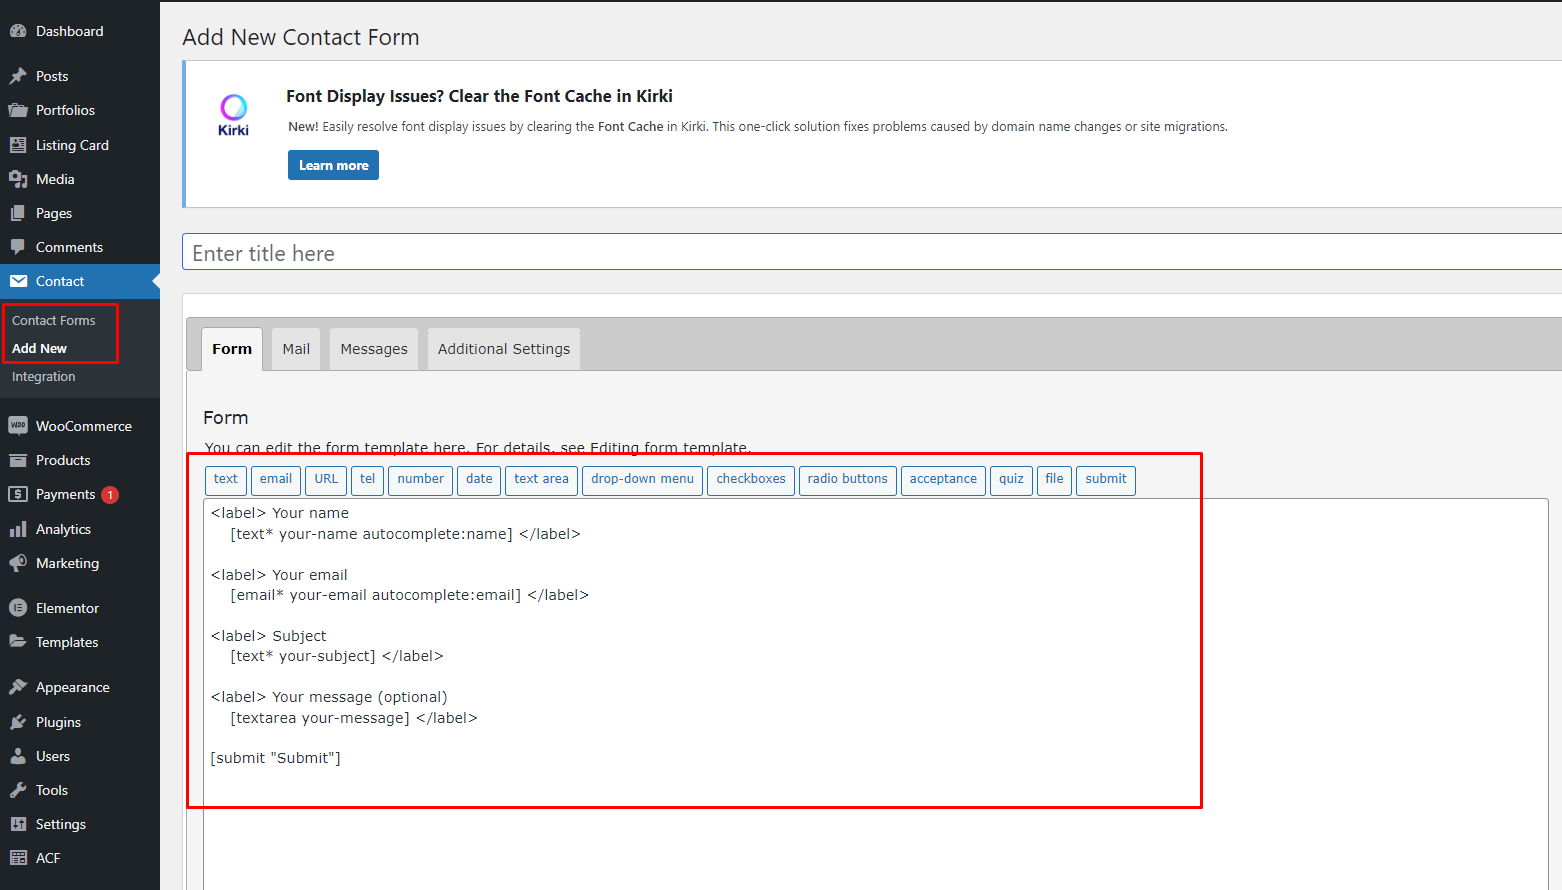 Dashboard
Posts
Portfolios
Listing Card
Media
Pages
Comments
Contact
Contact Forms
Add New
Integration
WooCommerce
Products
Payments 1
Analytics
Marketing
Elementor
Templates
Appearance
Plugins
Users
Tools
Settings
ACF
Add New Contact Form
Kirki
Font Display Issues? Clear the Font Cache in Kirki
New! Easily resolve font display issues by clearing the Font Cache in Kirki. This one-click solution fixes problems caused by domain name changes or site migrations.
Learn more
Enter title here
Form Mail Messages Additional Settings
Form
You can edit the form template here. For details, see Editing form template.
text email URL tel number date text area drop-down menu checkboxes radio buttons acceptance quiz file submit
<label> Your name
[text* your-name autocomplete:name] </label>
<label> Your email
[email* your-email autocomplete:email] </label>
<label> Subject
[text* your-subject] </label>
<label> Your message (optional)
[textarea your-message] </label>
[submit "Submit"]